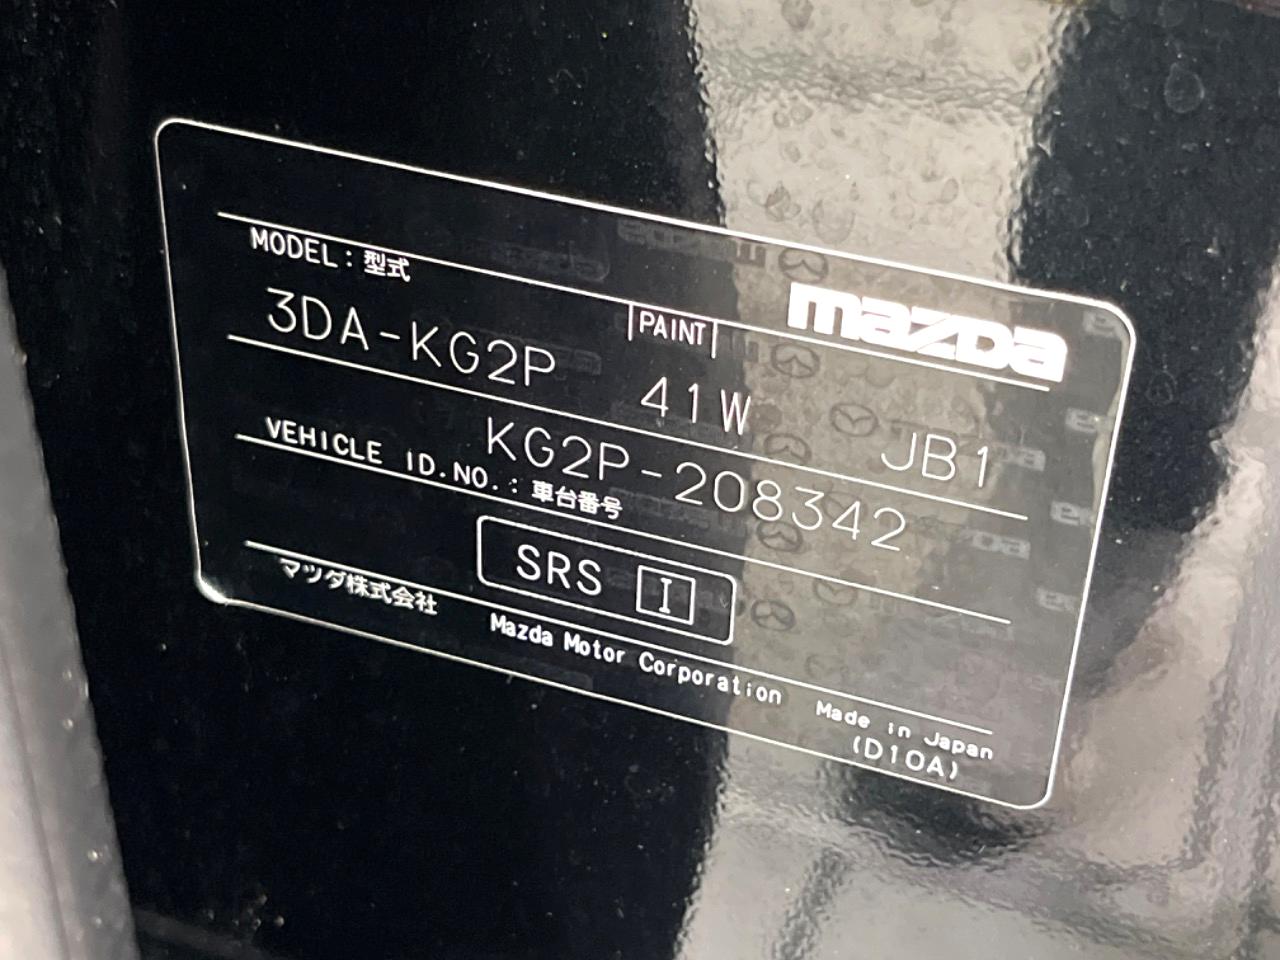 mazda
MODEL: 型式
PAINT
3DA-KG2P 41W JB1
KG2P-208342
VEHICLE ID.NO.: 車台番号
SRS I
マツダ株式会社 Mazda Motor Corporation Made in Japan
(D10A)